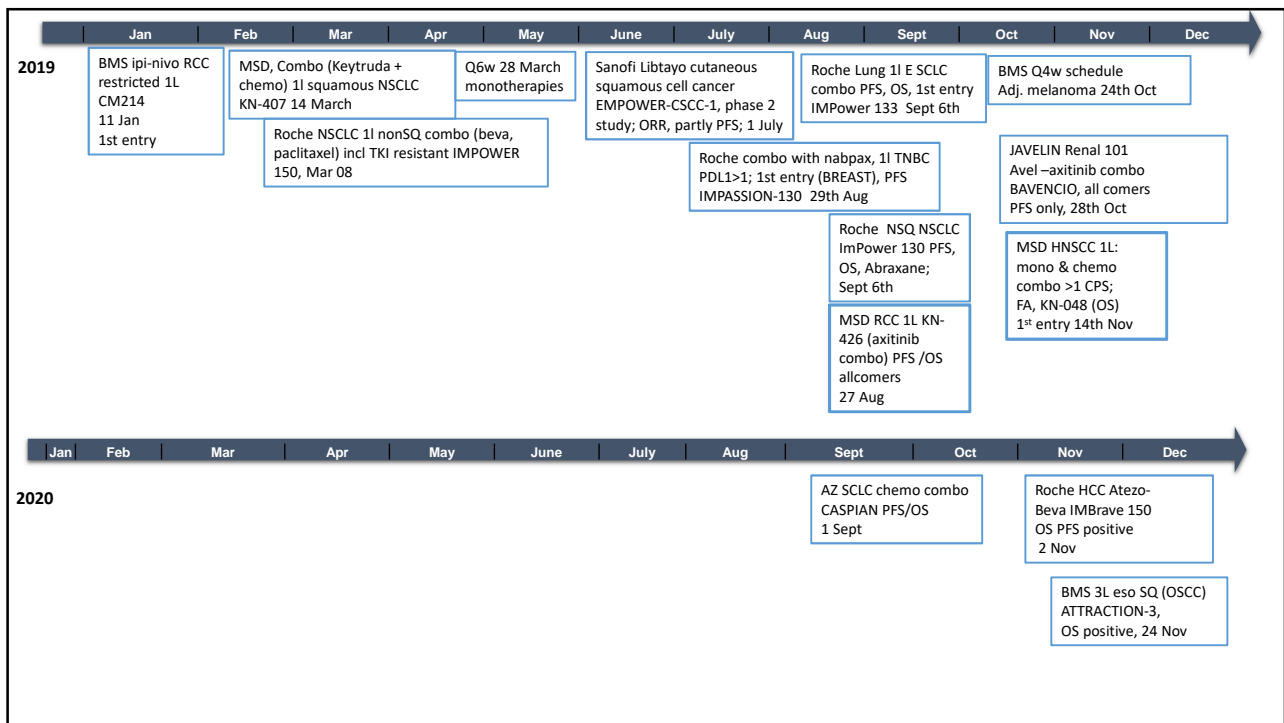 Jan Feb Mar Apr May June July Aug Sept Oct Nov Dec
2019
BMS ipi-nivo RCC
restricted 1L
CM214
11 Jan
1st entry
MSD, Combo (Keytruda +
chemo) 1l squamous NSCLC
KN-407 14 March
Q6w 28 March
monotherapies
Roche NSCLC 1l nonSQ combo (beva,
paclitaxel) incl TKI resistant IMPOWER
150, Mar 08
Sanofi Libtayo cutaneous
squamous cell cancer
EMPOWER-CSCC-1, phase 2
study; ORR, partly PFS; 1 July
Roche Lung 1l E SCLC
combo PFS, OS, 1st entry
IMPower 133  Sept 6th
BMS Q4w schedule
Adj. melanoma 24th Oct
Roche combo with nabpax, 1l TNBC
PDL1>1; 1st entry (BREAST), PFS
IMPASSION-130  29th Aug
JAVELIN Renal 101
Avel –axitinib combo
BAVENCIO, all comers
PFS only, 28th Oct
Roche  NSQ NSCLC
ImPower 130 PFS,
OS, Abraxane;
Sept 6th
MSD HNSCC 1L:
mono & chemo
combo >1 CPS;
FA, KN-048 (OS)
1st entry 14th Nov
MSD RCC 1L KN-
426 (axitinib
combo) PFS /OS
allcomers
27 Aug
Jan Feb Mar Apr May June July Aug Sept Oct Nov Dec
2020
AZ SCLC chemo combo
CASPIAN PFS/OS
1 Sept
Roche HCC Atezo-
Beva IMBrave 150
OS PFS positive
2 Nov
BMS 3L eso SQ (OSCC)
ATTRACTION-3,
OS positive, 24 Nov